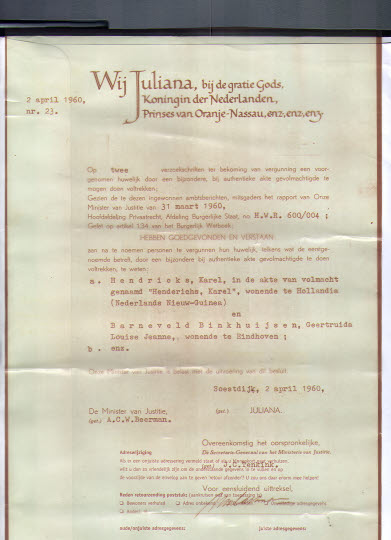 Wij Juliana, bij de gratie Gods,
2 april 1960,
nr. 23.
Koningin der Nederlanden,
Prinses van Oranje-Nassau, enz., enz., enz.
Op twee verzoekschriften ter bekoming van vergunning een voor-
genomen huwelijk door een bijzondere, bij authentieke akte gevolmachtigde te
mogen doen voltrekken;
Gezien de te dezen ingewonnen ambtsberichten, mitsgaders het rapport van Onze
Minister van Justitie van 31 maart 1960,
Hoofdafdeling Privaatrecht, Afdeling Burgerlijke Staat, no H.W.R. 600/004 ;
Gelet op artikel 134 van het Burgerlijk Wetboek;
HEBBEN GOEDGEVONDEN EN VERSTAAN
aan na te noemen personen te vergunnen hun huwelijk, telkens wat de eerstge-
noemde betreft, door een bijzondere bij authentieke akte gevolmachtigde te doen
voltrekken, te weten:
a. Hendricks, Karel, in de akte van volmacht
genaamd "Henderichs, Karel", wonende te Hollandia
(Nederlands Nieuw-Guinea)
en
Barneveld Binkhuijsen, Geertruida
Louise Jeanne, wonende te Eindhoven ;
b. enz.
Onze Minister van Justitie is belast met de uitvoering van dit besluit.
Soestdijk, 2 april 1960,
De Minister van Justitie, (get.) JULIANA.
(get.) A.C.W.Beerman.
Overeenkomstig het oorspronkelijke,
De Secretaris-Generaal van het Ministerie van Justitie,
Adreswijziging
(get.) J.C.Tenkink.
Voor eensluidend uittreksel,
Reden retourzending poststuk: